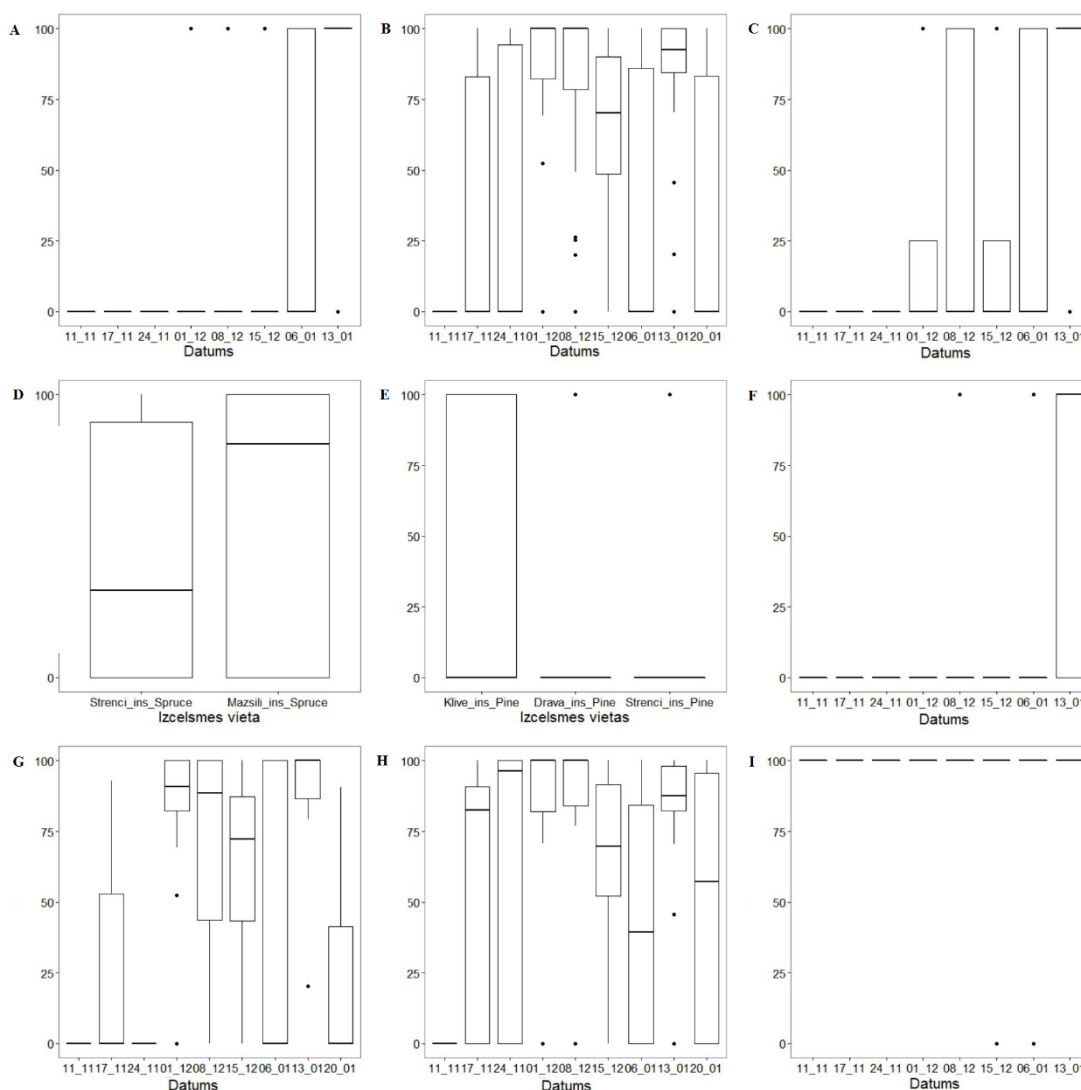 A
100
75
50
25
0
11_11 17_11 24_11 01_12 08_12 15_12 06_01 13_01
Datums
B
100
75
50
25
0
11_11 17_11 24_11 01_12 08_12 15_12 06_01 13_01 20_01
Datums
C
100
75
50
25
0
11_11 17_11 24_11 01_12 08_12 15_12 06_01 13_01
Datums
D
100
0
Strenci_ins_Spruce Mazsili_ins_Spruce
Izcelsmes vieta
E
100
75
50
25
0
Klive_ins_Pine Drava_ins_Pine Strenci_ins_Pine
Izcelsmes vietas
F
100
75
50
25
0
11_11 17_11 24_11 01_12 08_12 15_12 06_01 13_01
Datums
G
100
75
50
25
0
11_11 17_11 24_11 01_12 08_12 15_12 06_01 13_01 20_01
Datums
H
100
75
50
25
0
11_11 17_11 24_11 01_12 08_12 15_12 06_01 13_01 20_01
Datums
I
100
75
50
25
0
11_11 17_11 24_11 01_12 08_12 15_12 06_01 13_01
Datums